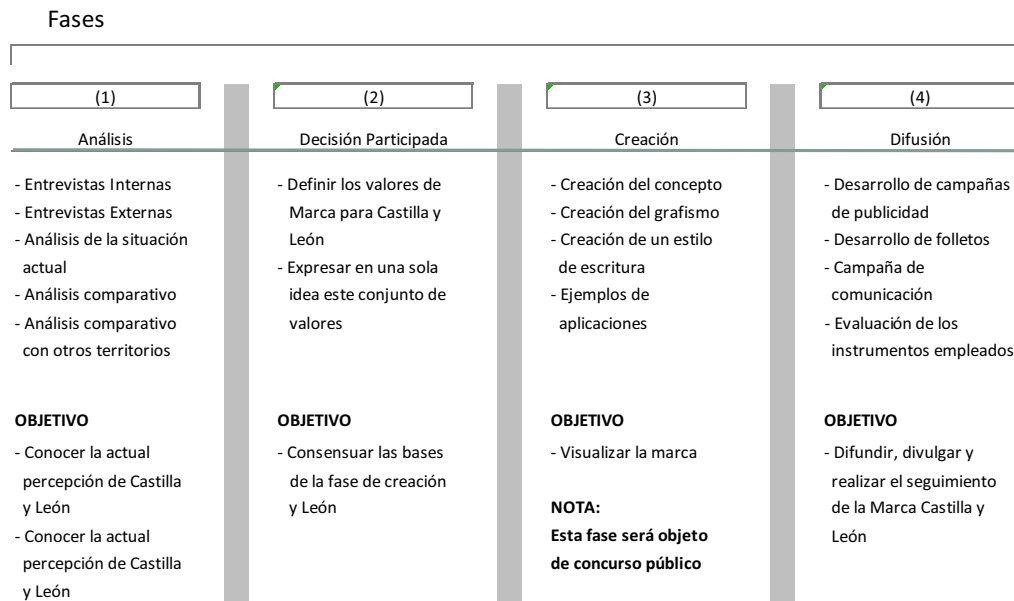 Fases
(1)
Análisis
- Entrevistas Internas
- Entrevistas Externas
- Análisis de la situación
actual
- Análisis comparativo
- Análisis comparativo
con otros territorios
OBJETIVO
- Conocer la actual
percepción de Castilla
y León
- Conocer la actual
percepción de Castilla
y León
(2)
Decisión Participada
- Definir los valores de
Marca para Castilla y
León
- Expresar en una sola
idea este conjunto de
valores
OBJETIVO
- Consensuar las bases
de la fase de creación
y León
(3)
Creación
- Creación del concepto
- Creación del grafismo
- Creación de un estilo
de escritura
- Ejemplos de
aplicaciones
OBJETIVO
- Visualizar la marca
NOTA:
Esta fase será objeto
de concurso público
(4)
Difusión
- Desarrollo de campañas
de publicidad
- Desarrollo de folletos
- Campaña de
comunicación
- Evaluación de los
instrumentos empleados
OBJETIVO
- Difundir, divulgar y
realizar el seguimiento
de la Marca Castilla y
León